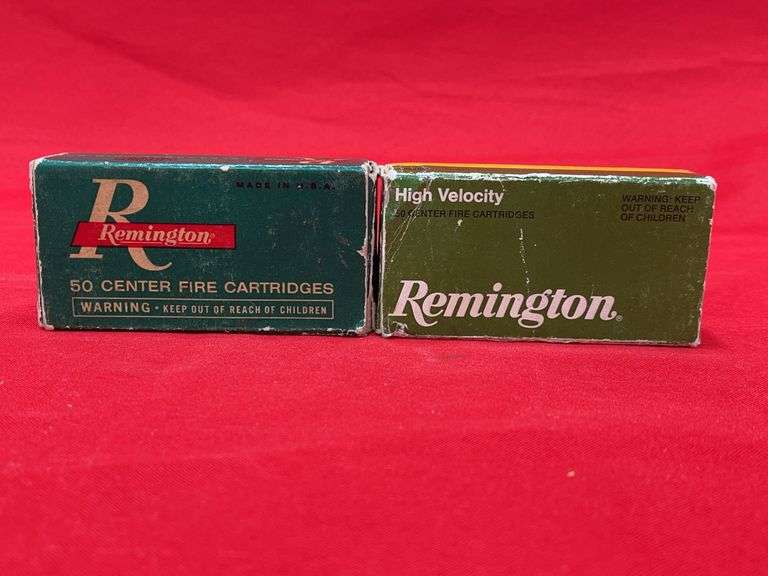 MADE IN U.S.A.
R
Remington®
50 CENTER FIRE CARTRIDGES
WARNING • KEEP OUT OF REACH OF CHILDREN
High Velocity
50 CENTER FIRE CARTRIDGES
WARNING: KEEP
OUT OF REACH
OF CHILDREN
Remington®